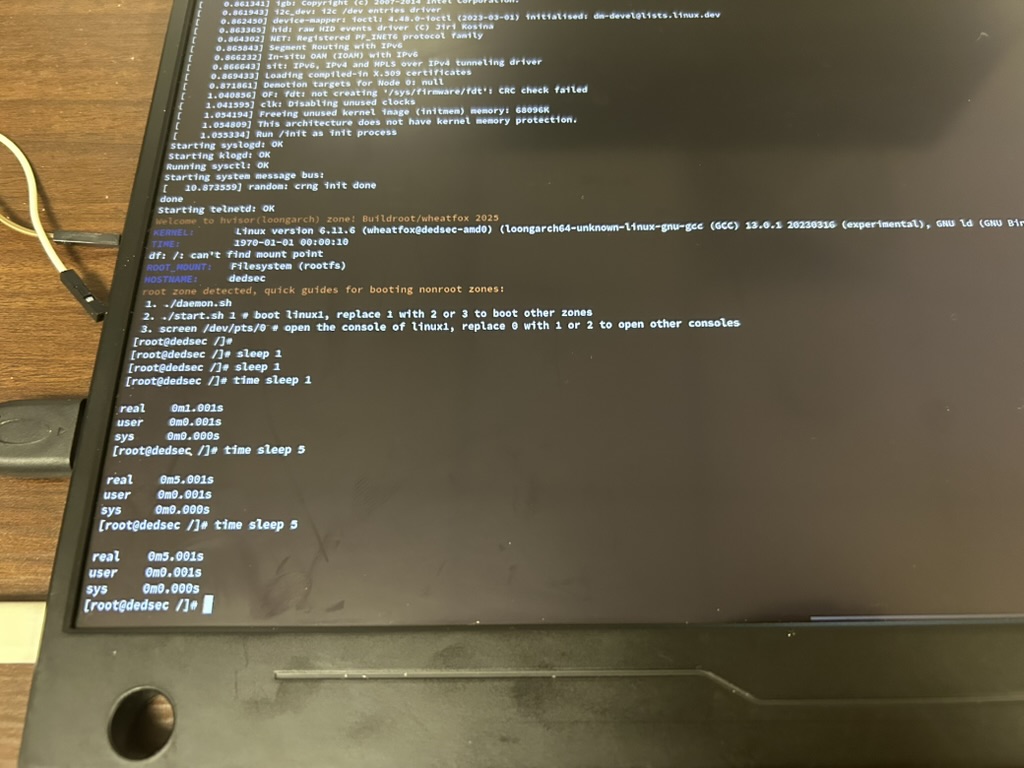 [    0.861341] igb: Copyright (c) 2007-2014 Intel Corporation.
[    0.861943] i2c_dev: i2c /dev entries driver
[    0.862450] device-mapper: ioctl: 4.48.0-ioctl (2023-03-01) initialised: dm-devel@lists.linux.dev
[    0.863365] hid: raw HID events driver (C) Jiri Kosina
[    0.864302] NET: Registered PF_INET6 protocol family
[    0.865843] Segment Routing with IPv6
[    0.866232] In-situ OAM (IOAM) with IPv6
[    0.866643] sit: IPv6, IPv4 and MPLS over IPv4 tunneling driver
[    0.869433] Loading compiled-in X.509 certificates
[    0.871861] Demotion targets for Node 0: null
[    1.040856] OF: fdt: not creating '/sys/firmware/fdt': CRC check failed
[    1.041595] clk: Disabling unused clocks
[    1.054194] Freeing unused kernel image (initmem) memory: 68096K
[    1.054809] This architecture does not have kernel memory protection.
[    1.055334] Run /init as init process
Starting syslogd: OK
Starting klogd: OK
Running sysctl: OK
Starting system message bus:
[   10.873559] random: crng init done
done
Starting telnetd: OK
Welcome to hvisor(loongarch) zone! Buildroot/wheatfox 2025
KERNEL: Linux version 6.11.6 (wheatfox@dedsec-amd0) (loongarch64-unknown-linux-gnu-gcc (GCC) 13.0.1 20230316 (experimental), GNU ld (GNU Bin
TIME: 1970-01-01 00:00:10
df: /: can't find mount point
ROOT_MOUNT: Filesystem (rootfs)
HOSTNAME: dedsec
root zone detected, quick guides for booting nonroot zones:
1. ./daemon.sh
2. ./start.sh 1 # boot linux1, replace 1 with 2 or 3 to boot other zones
3. screen /dev/pts/0 # open the console of linux1, replace 0 with 1 or 2 to open other consoles
[root@dedsec /]#
[root@dedsec /]# sleep 1
[root@dedsec /]# sleep 1
[root@dedsec /]# time sleep 1
real 0m1.001s
user 0m0.001s
sys 0m0.000s
[root@dedsec /]# time sleep 5
real 0m5.001s
user 0m0.001s
sys 0m0.000s
[root@dedsec /]# time sleep 5
real 0m5.001s
user 0m0.001s
sys 0m0.000s
[root@dedsec /]#